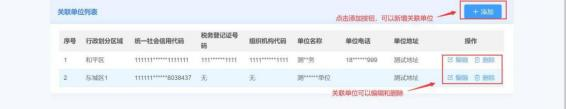 关联单位列表
+ 添加
点击添加按钮，可以新增关联单位
序号 行政划分区域 统一社会信用代码 税务登记证号码 组织机构代码 单位名称 单位电话 单位地址 操作
1 和平区 111111******1111111 111*****1111 1111*****1111 测**务 18******999 测试地址 编辑 删除
2 东城区1 111111******8038437 无 无 测*****单位 测试地址 编辑 删除
关联单位可以编辑和删除